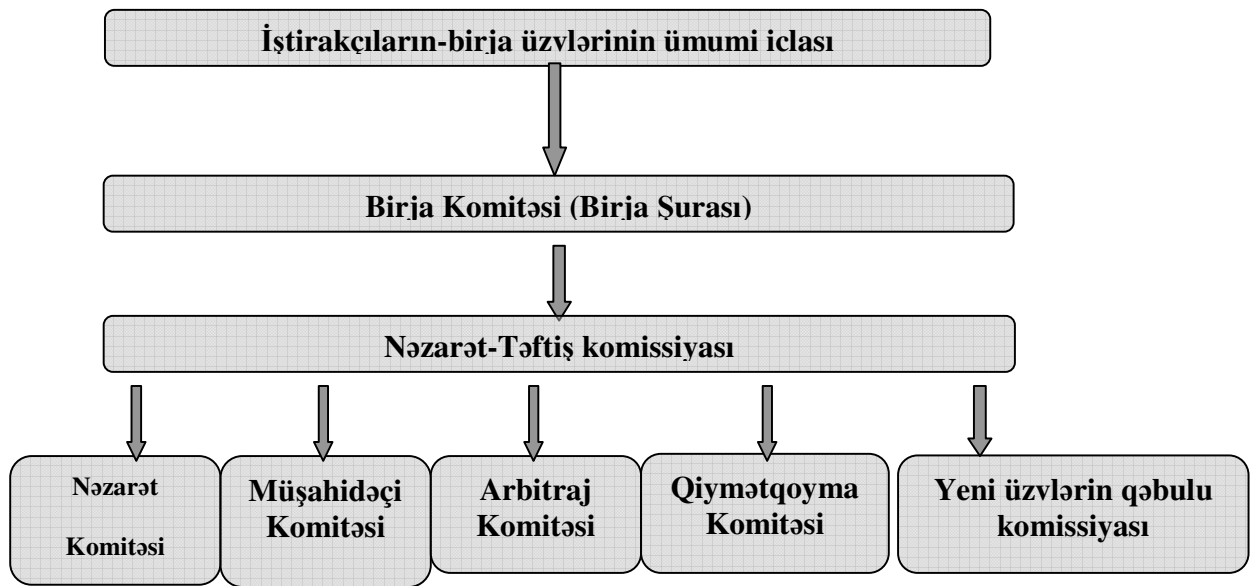 İştirakçıların-birja üzvlərinin ümumi iclası
Birja Komitəsi (Birja Şurası)
Nəzarət-Təftiş komissiyası
Nəzarət
Komitəsi
Müşahidəçi
Komitəsi
Arbitraj
Komitəsi
Qiymətqoyma
Komitəsi
Yeni üzvlərin qəbulu
komissiyası